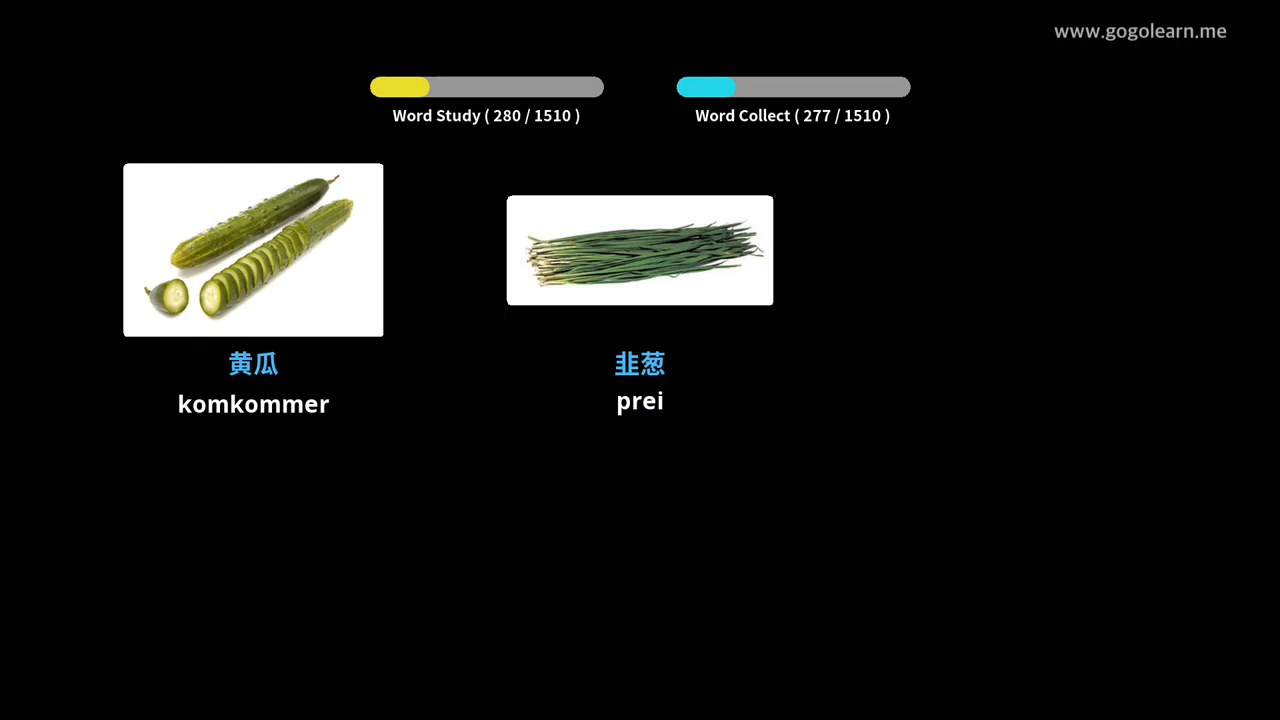 www.gogolearn.me
Word Study ( 280 / 1510 )
Word Collect ( 277 / 1510 )
黄瓜
komkommer
韭葱
prei